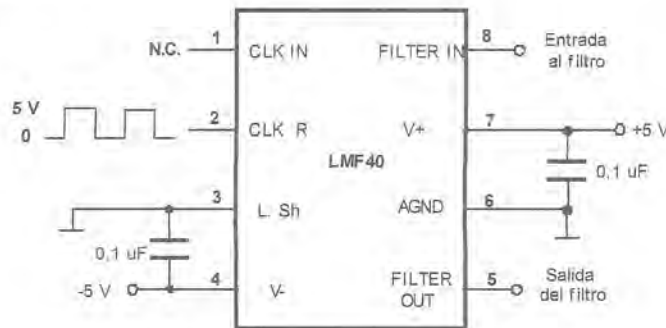 N.C.
1
CLK IN
FILTER IN
8
Entrada
al filtro
5 V
0
2
CLK R
V+
7
+5 V
LMF40
0,1 uF
3
L. Sh
AGND
6
0,1 uF
-5 V
4
V-
FILTER
OUT
5
Salida
del filtro